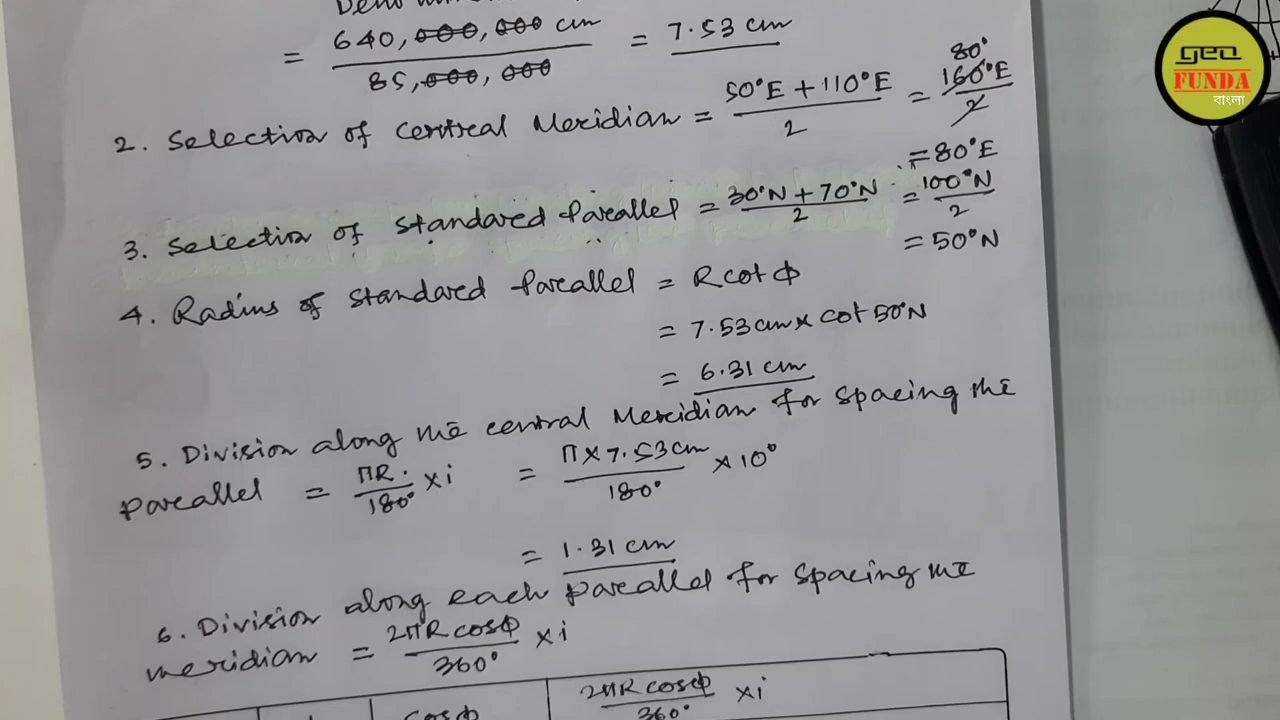 = 640,000,000 cm / 85,000,000 = 7.53 cm
2. Selection of Central Meridian = 50°E + 110°E / 2 = 160°E / 2 80°
= 80°E
3. Selection of Standard Parallel = 30°N + 70°N / 2 = 100°N / 2
= 50°N
4. Radius of Standard Parallel = R cot φ
= 7.53 cm × cot 50°N
= 6.31 cm
5. Division along the central Meridian for spacing the
parallel = πR / 180° × i = π × 7.53 cm / 180° × 10°
= 1.31 cm
6. Division along each parallel for spacing the
meridian = 2πR cosφ / 360° × i
cosφ 2πR cosφ / 360° × i
geo
FUNDA
বাংলা